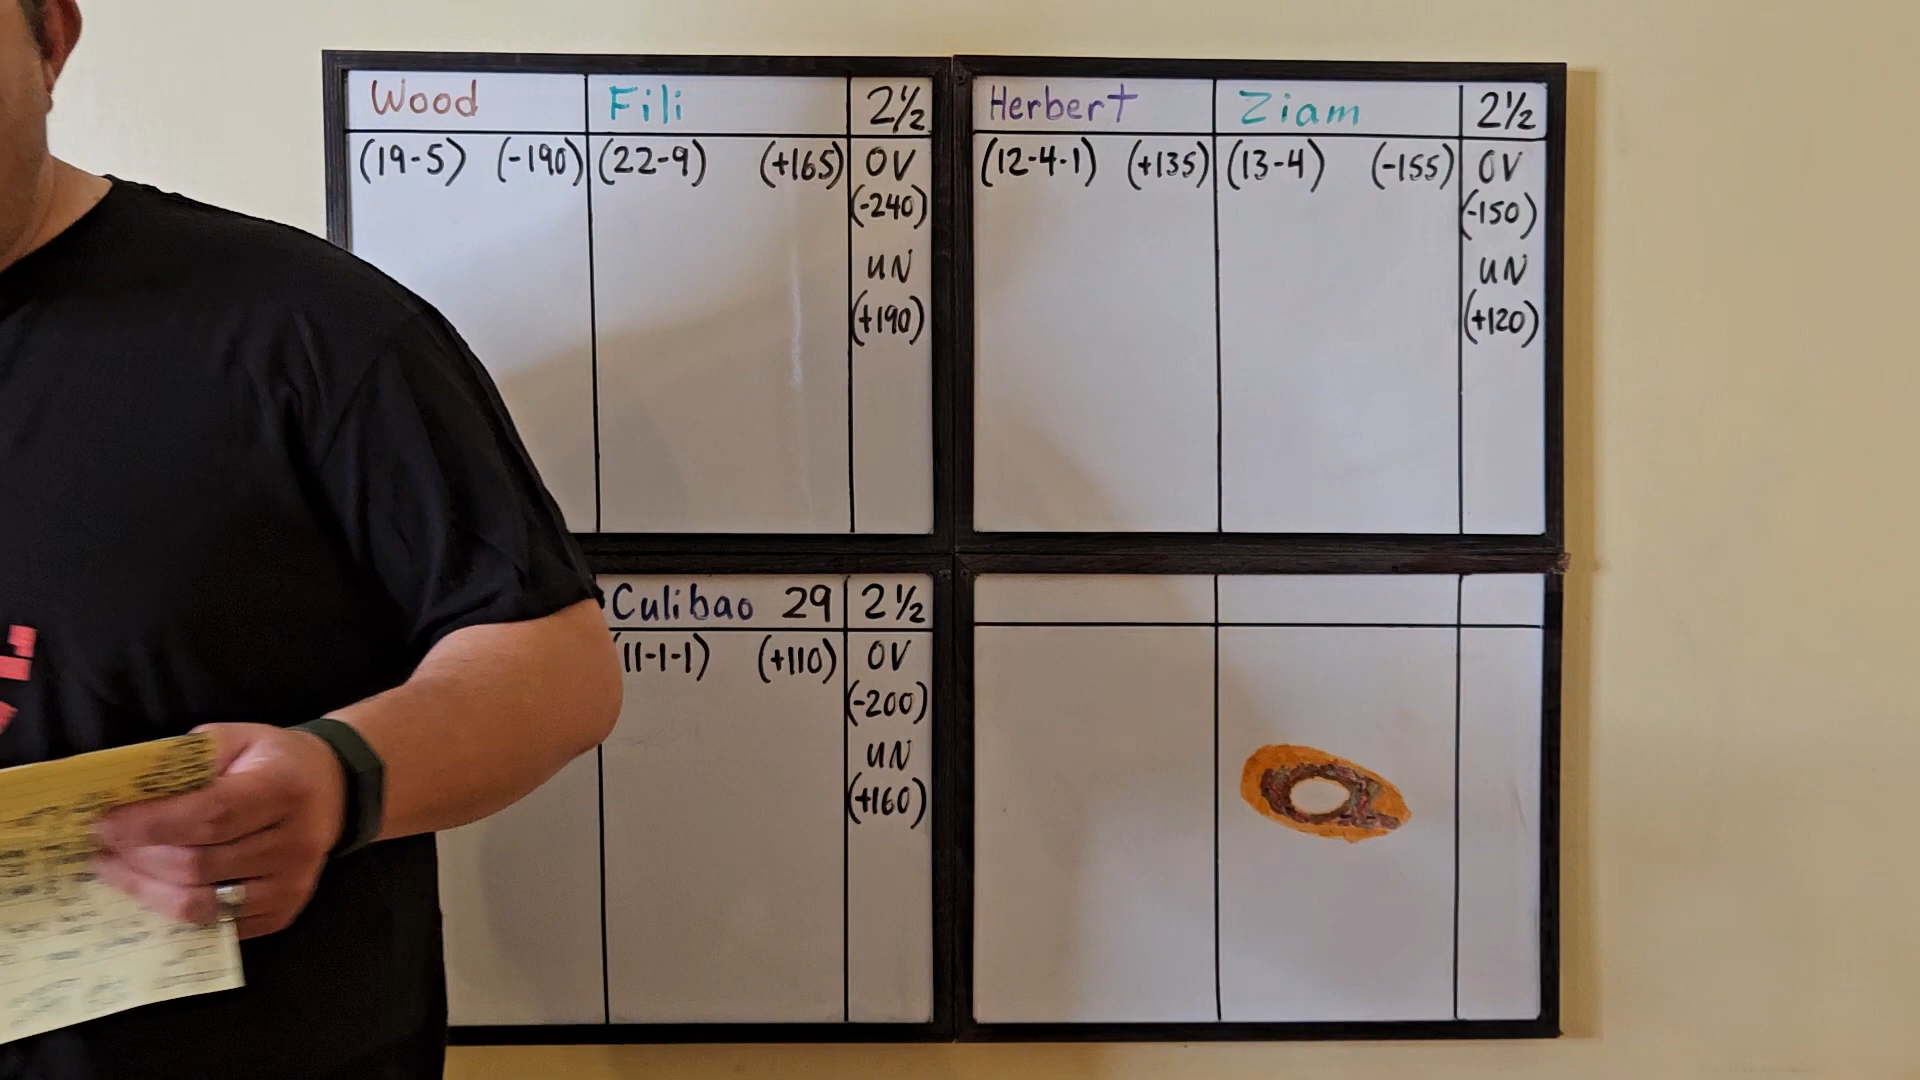 Wood Fili 2½
(19-5) (-190) (22-9) (+165) OV
(-240)
UN
(+190)
Herbert Ziam 2½
(12-4-1) (+135) (13-4) (-155) OV
(-150)
UN
(+120)
Culibao 29 2½
(11-1-1) (+110) OV
(-200)
UN
(+160)